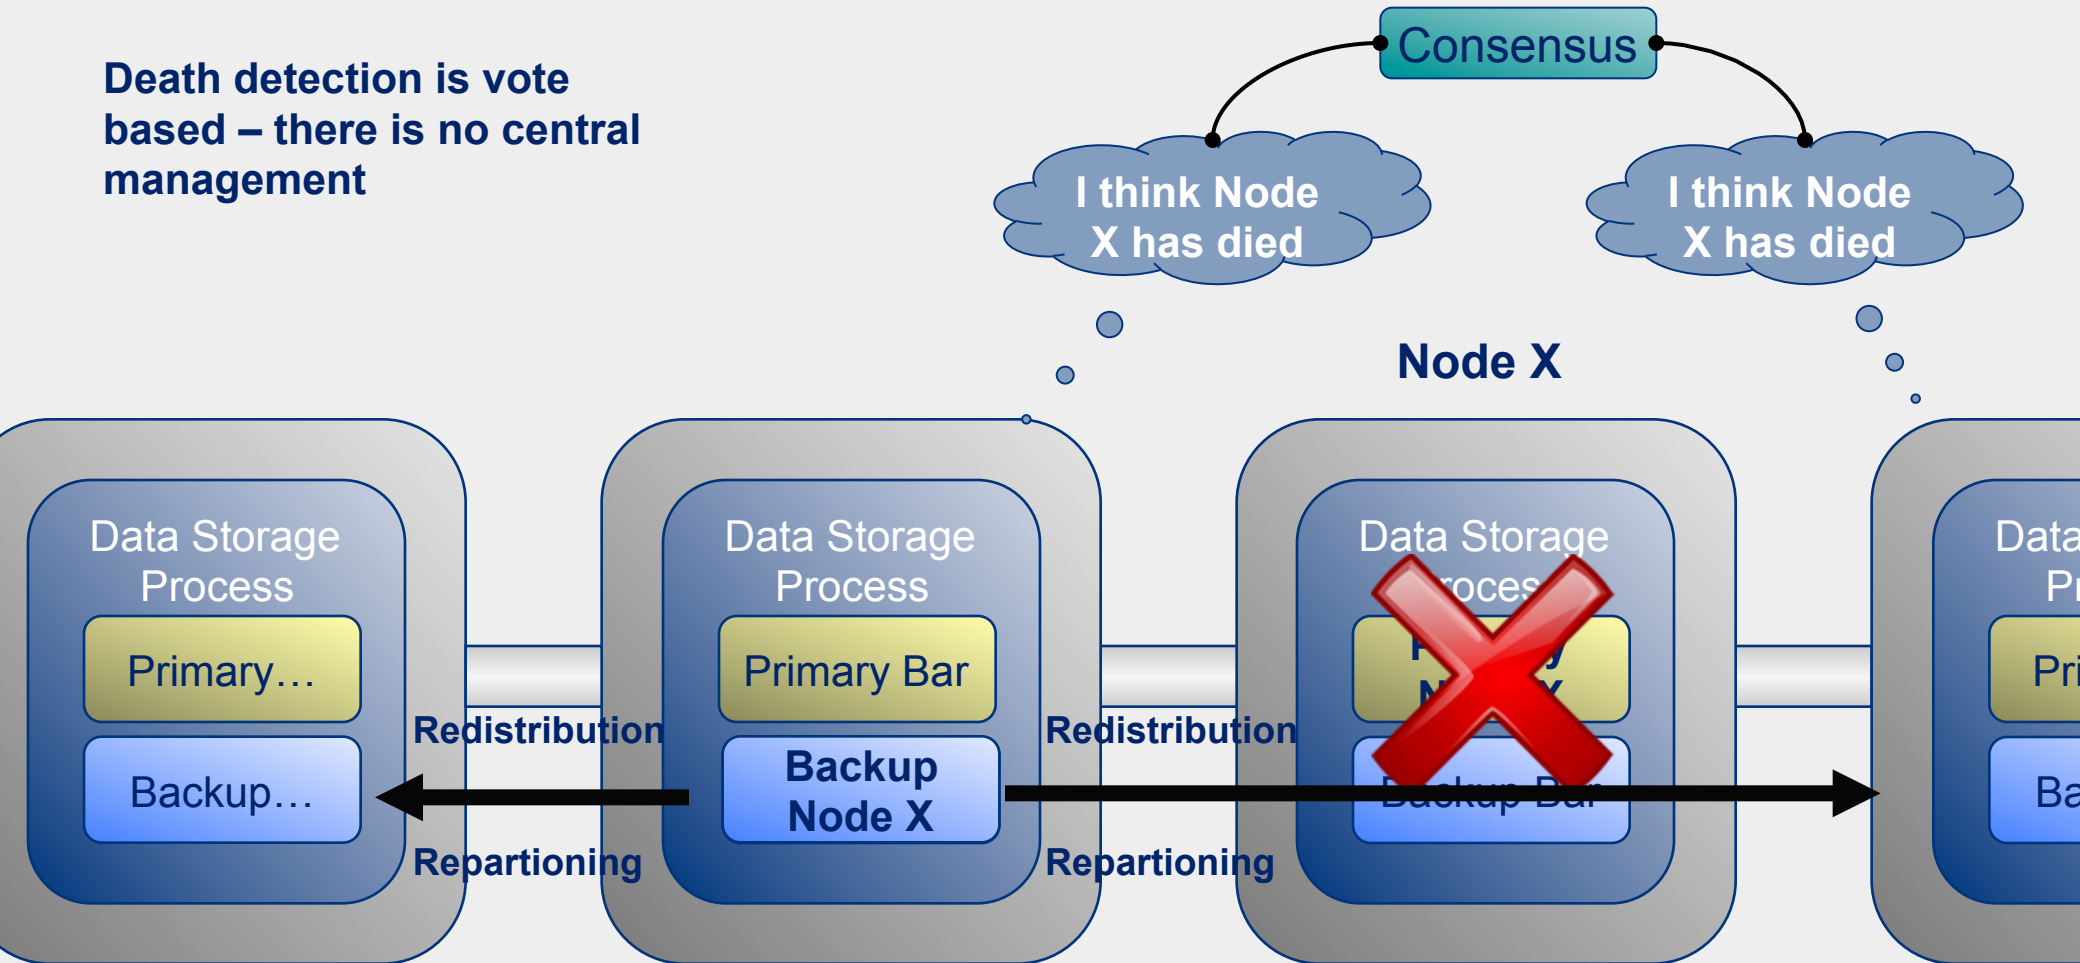 Consensus
Death detection is vote
based – there is no central
management
I think Node
X has died
I think Node
X has died
Node X
Data Storage
Process
Primary…
Backup…
Redistribution
Repartioning
Data Storage
Process
Primary Bar
Backup
Node X
Redistribution
Repartioning
Data Storage
Backup Bar
Data